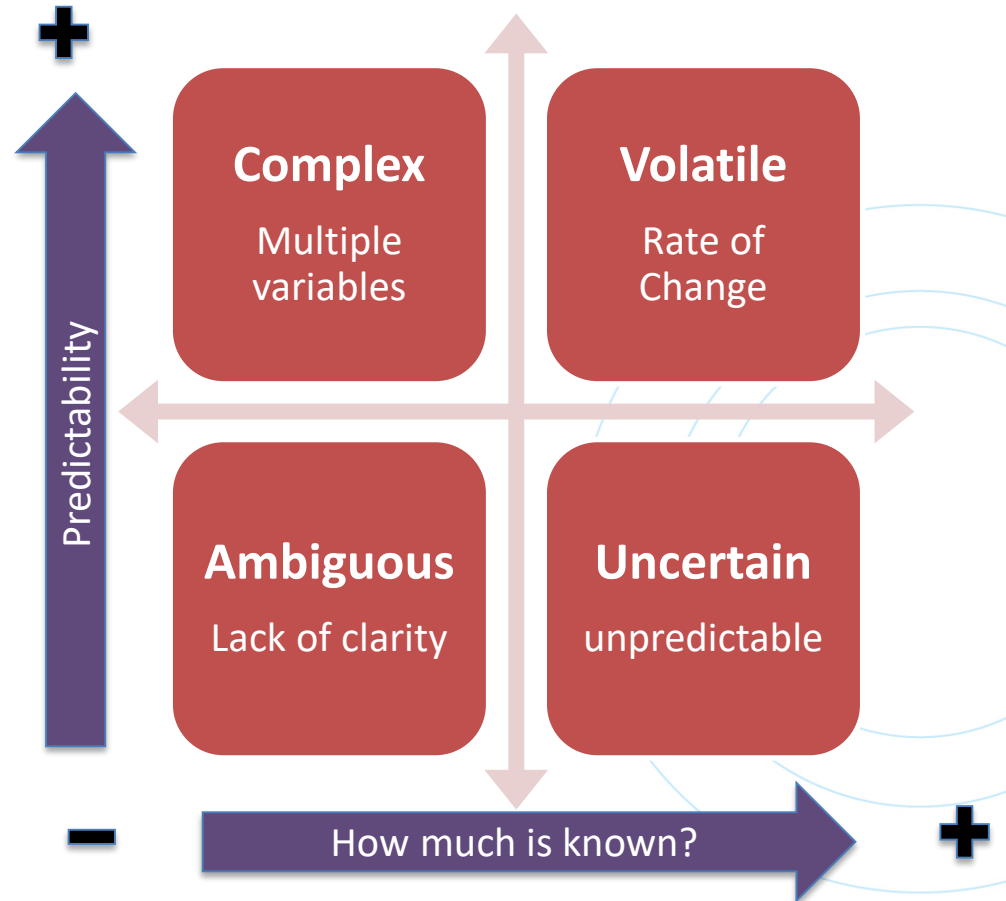 Complex
Multiple
variables
Volatile
Rate of
Change
Predictability
Ambiguous
Lack of clarity
Uncertain
unpredictable
How much is known?